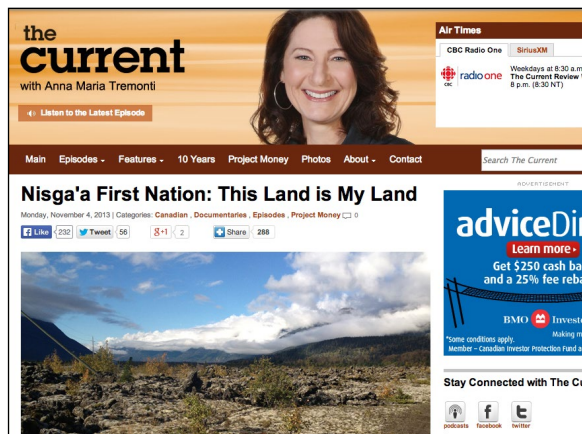 the
current
with Anna Maria Tremonti
Listen to the Latest Episode
Air Times
CBC Radio One SiriusXM
CBC radio one
Weekdays at 8:30 a.m
The Current Review
8 p.m. (8:30 NT)
Main Episodes Features 10 Years Project Money Photos About Contact
Search The Current
Nisga'a First Nation: This Land is My Land
Monday, November 4, 2013 | Categories: Canadian , Documentaries , Episodes , Project Money 0
Like 232 Tweet 56 g+1 2 Share 288
ADVERTISEMENT
adviceDi
Learn more
Get $250 cash ba
and a 25% fee reba
BMO Investo
Making m
*Some conditions apply.
Member – Canadian Investor Protection Fund a
Stay Connected with The Cu
podcasts facebook twitter